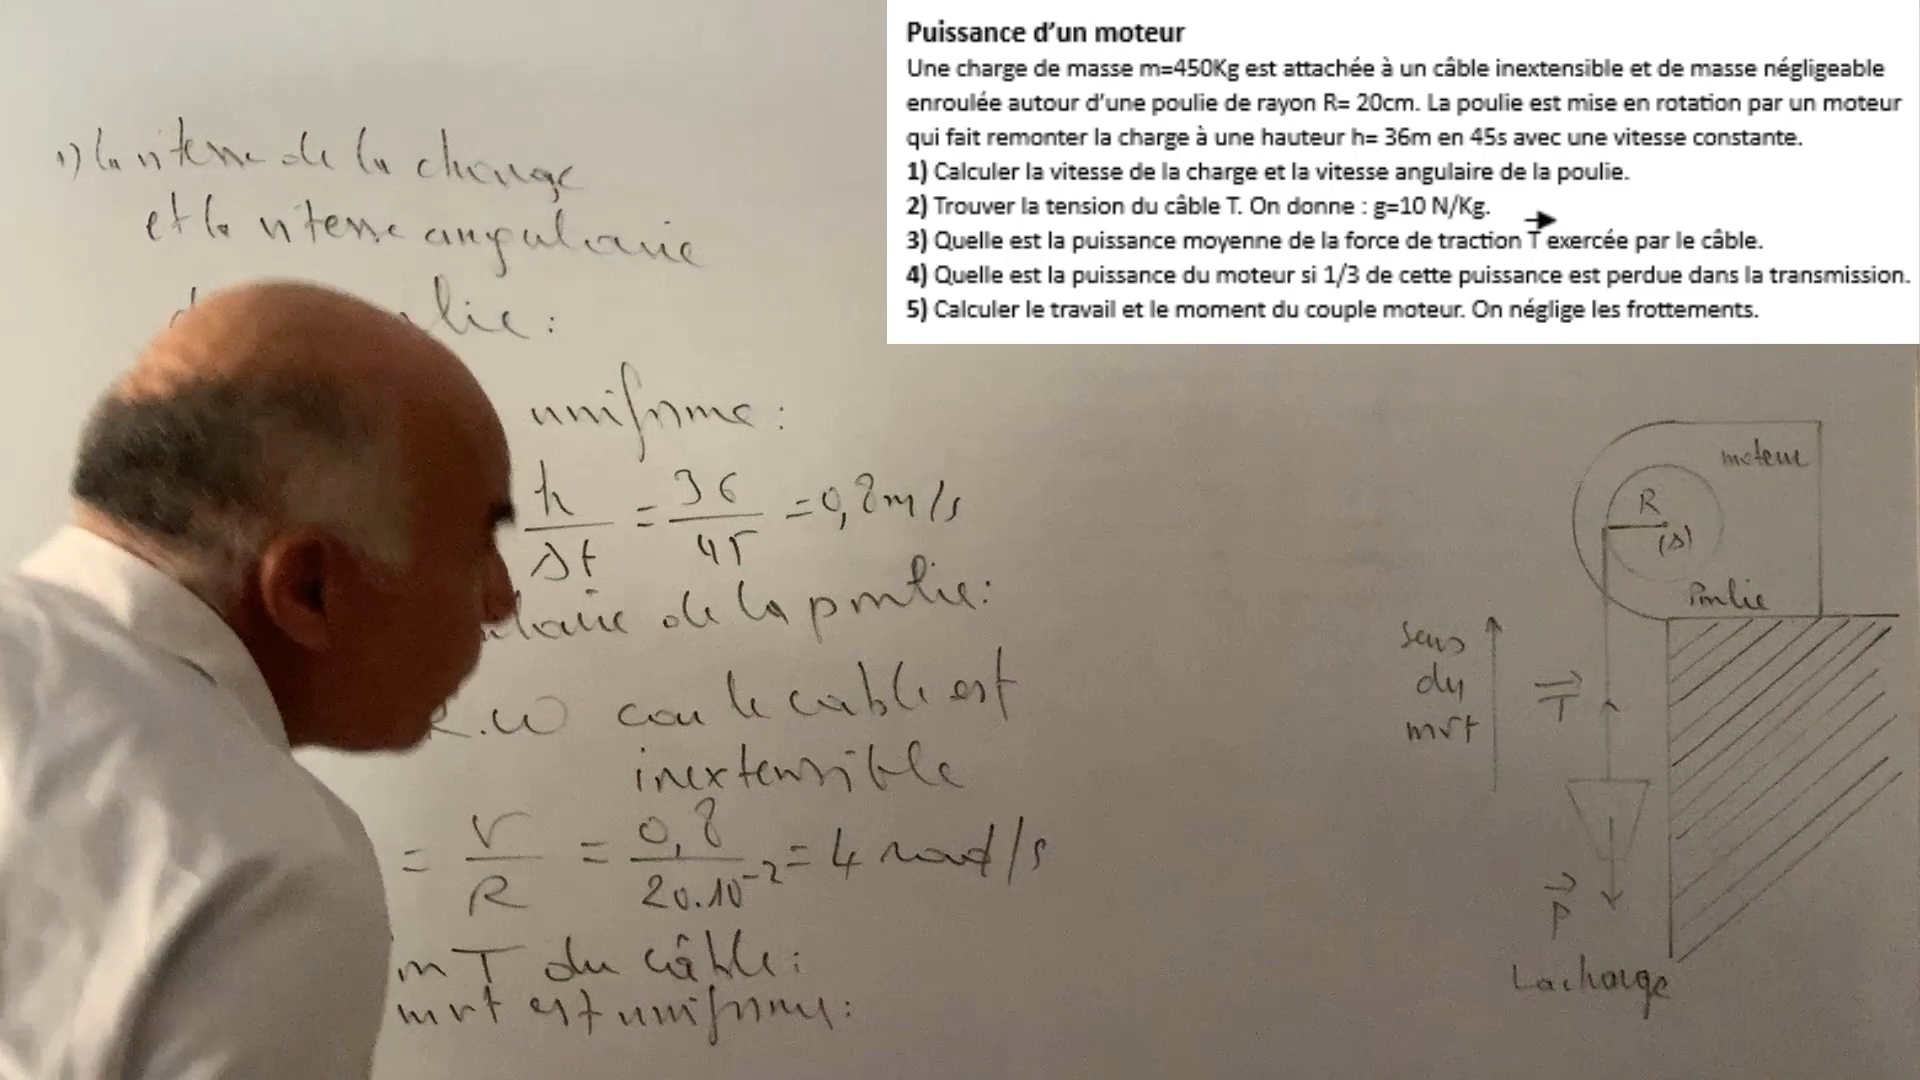 Puissance d'un moteur
Une charge de masse m=450Kg est attachée à un câble inextensible et de masse négligeable
enroulée autour d'une poulie de rayon R= 20cm. La poulie est mise en rotation par un moteur
qui fait remonter la charge à une hauteur h= 36m en 45s avec une vitesse constante.
1) Calculer la vitesse de la charge et la vitesse angulaire de la poulie.
2) Trouver la tension du câble T. On donne : g=10 N/Kg.
3) Quelle est la puissance moyenne de la force de traction T exercée par le câble.
4) Quelle est la puissance du moteur si 1/3 de cette puissance est perdue dans la transmission.
5) Calculer le travail et le moment du couple moteur. On néglige les frottements.
1) la vitesse de la charge
et la vitesse angulaire
lie :
uniforme :
h/Δt = 36/45 = 0,8 m/s
laire de la poulie :
R.ω car le cable est
inextensible
= V/R = 0,8/20.10^-2 = 4 rad/s
T du câble :
mvt est uniforme :
moteur
R
(Δ)
Poulie
sens
du
mvt
T
P
La charge